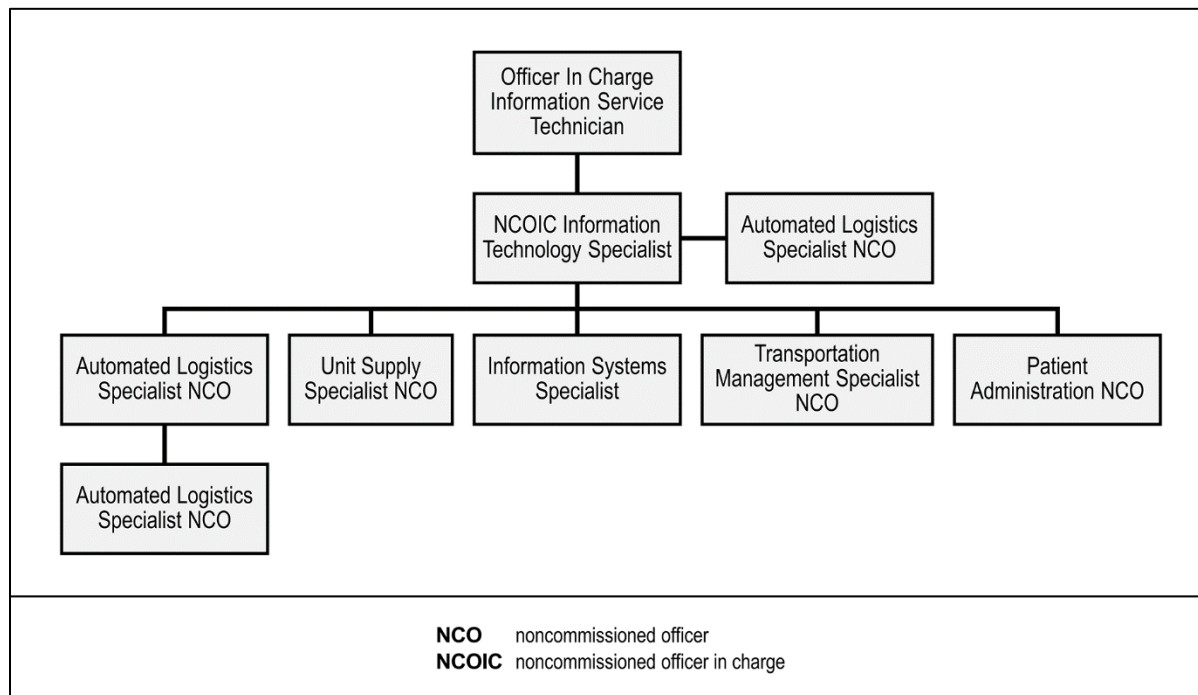 Officer In Charge
Information Service
Technician
NCOIC Information
Technology Specialist
Automated Logistics
Specialist NCO
Automated Logistics
Specialist NCO
Unit Supply
Specialist NCO
Information Systems
Specialist
Transportation
Management Specialist
NCO
Patient
Administration NCO
Automated Logistics
Specialist NCO
NCO noncommissioned officer
NCOIC noncommissioned officer in charge